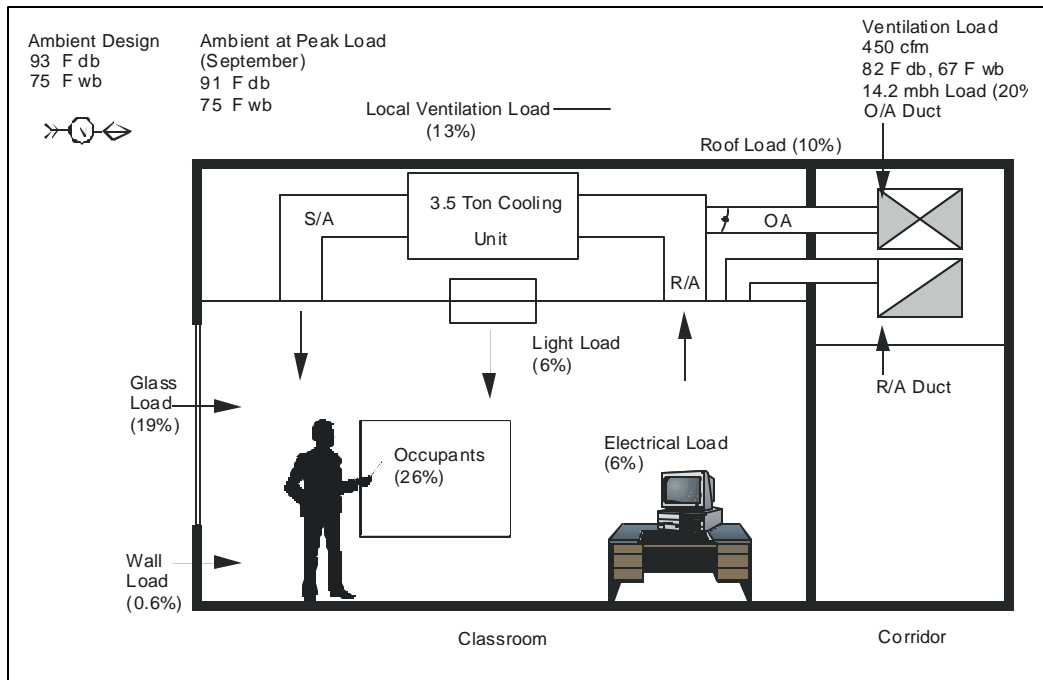 Ambient Design
93 F db
75 F wb
Ambient at Peak Load
(September)
91 F db
75 F wb
Ventilation Load
450 cfm
82 F db, 67 F wb
14.2 mbh Load (20%
O/A Duct
Local Ventilation Load
(13%)
Roof Load (10%)
S/A
3.5 Ton Cooling
Unit
OA
R/A
Light Load
(6%)
R/A Duct
Glass
Load
(19%)
Occupants
(26%)
Electrical Load
(6%)
Wall
Load
(0.6%)
Classroom
Corridor